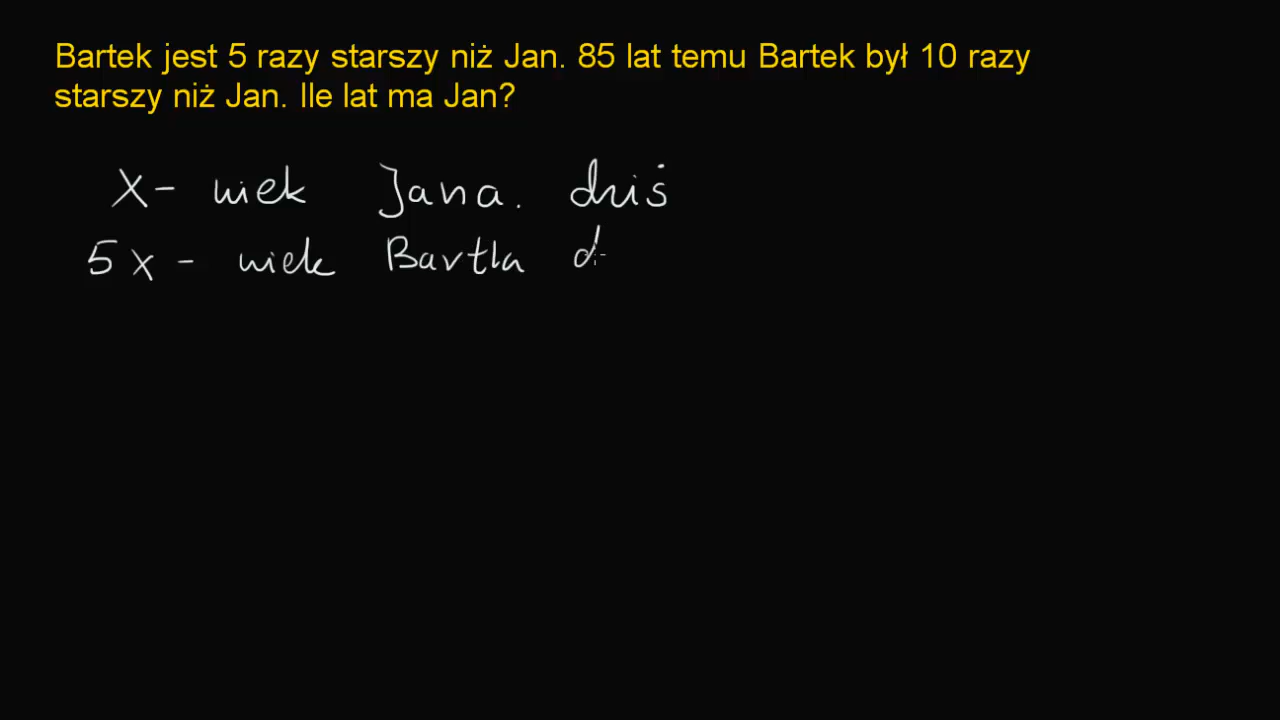 Bartek jest 5 razy starszy niż Jan. 85 lat temu Bartek był 10 razy
starszy niż Jan. Ile lat ma Jan?
X - wiek Jana. dziś
5x - wiek Bartka d